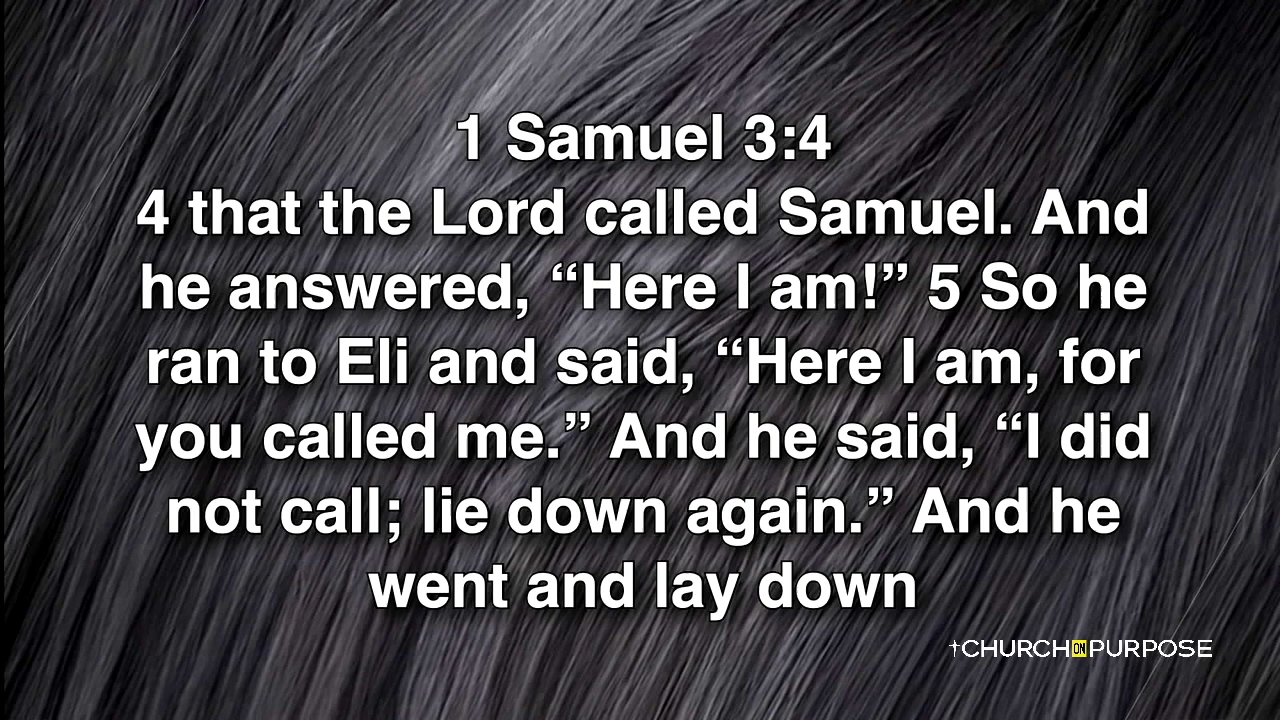 1 Samuel 3:4
4 that the Lord called Samuel. And
he answered, “Here I am!” 5 So he
ran to Eli and said, “Here I am, for
you called me.” And he said, “I did
not call; lie down again.” And he
went and lay down
CHURCH ON PURPOSE